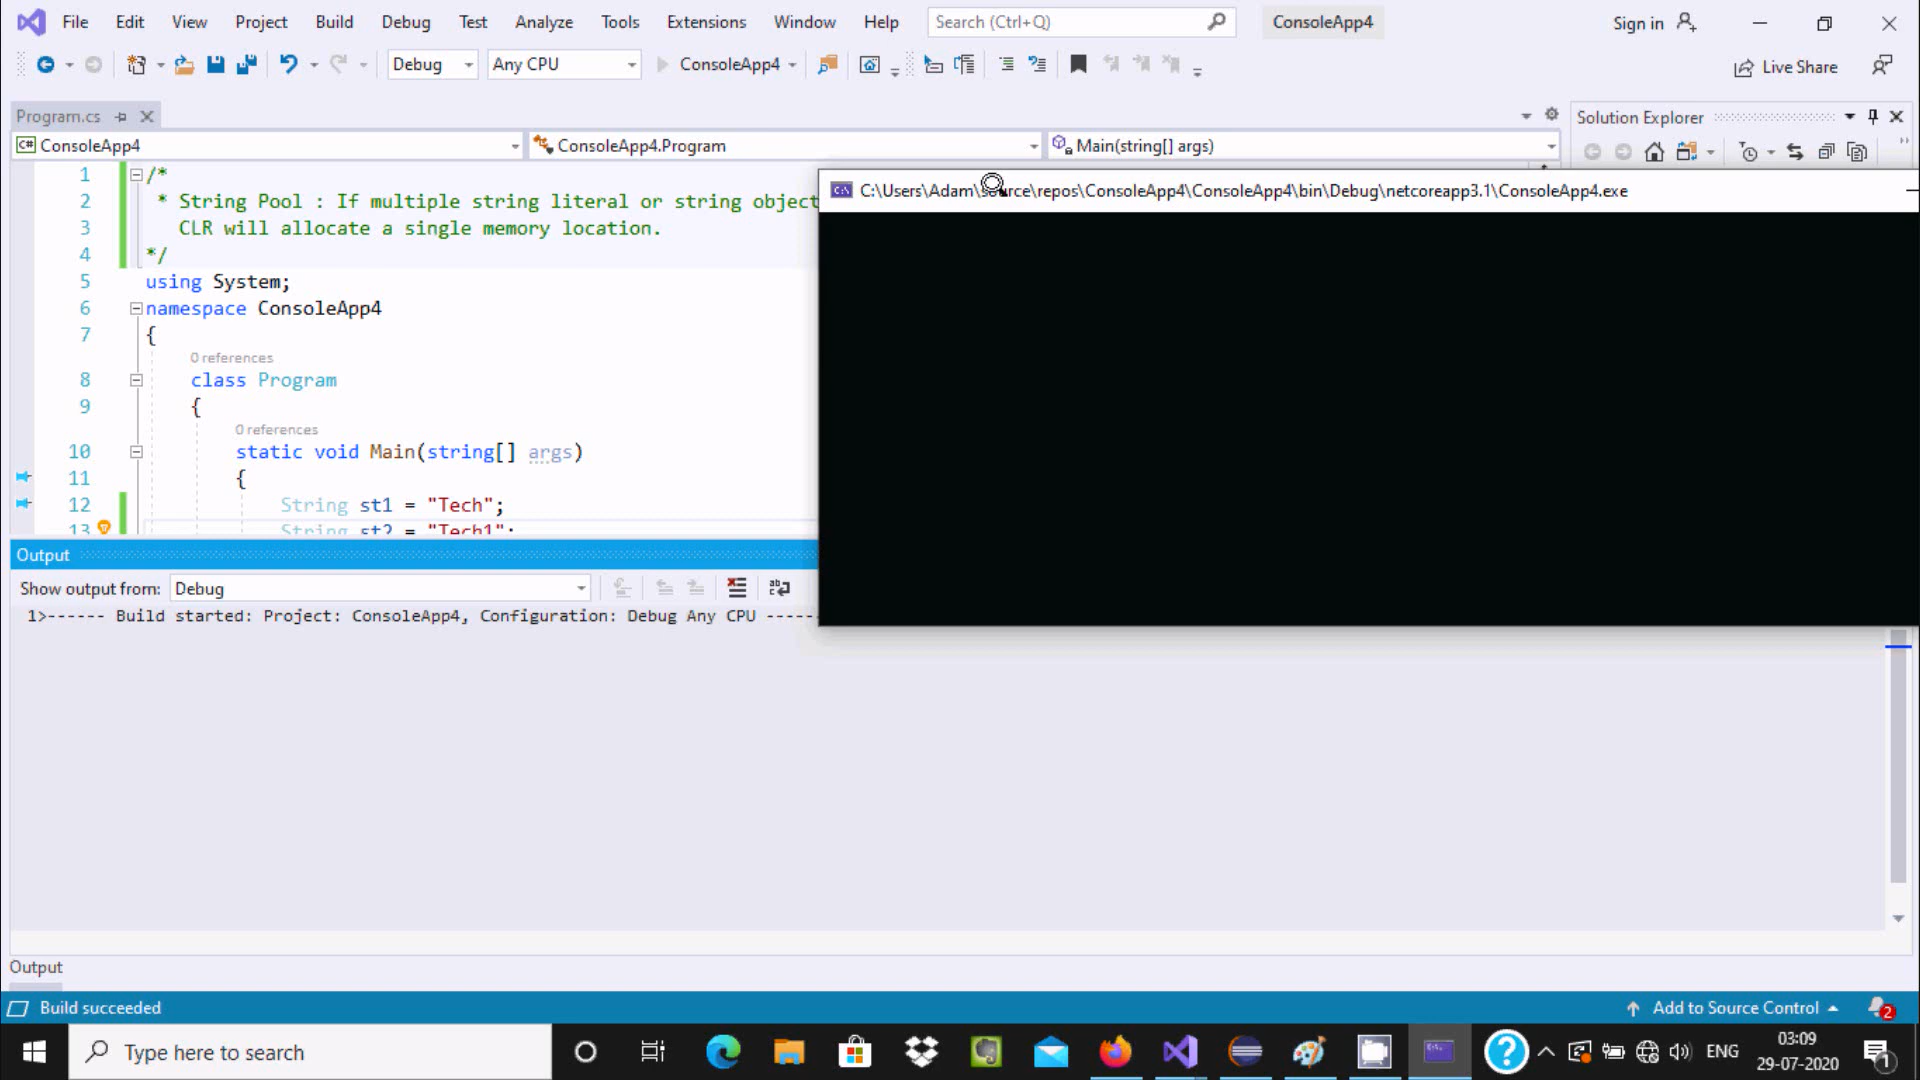 File Edit View Project Build Debug Test Analyze Tools Extensions Window Help Search (Ctrl+Q) ConsoleApp4 Sign in
Debug Any CPU ConsoleApp4 Live Share
Program.cs Solution Explorer
C# ConsoleApp4 ConsoleApp4.Program Main(string[] args)
C:\Users\Adam\source\repos\ConsoleApp4\ConsoleApp4\bin\Debug\netcoreapp3.1\ConsoleApp4.exe
1 /*
2 * String Pool : If multiple string literal or string object
3 CLR will allocate a single memory location.
4 */
5 using System;
6 namespace ConsoleApp4
7 {
0 references
8 class Program
9 {
0 references
10 static void Main(string[] args)
11 {
12 String st1 = "Tech";
13 String st2 = "Tech1";
Output
Show output from: Debug
1>------ Build started: Project: ConsoleApp4, Configuration: Debug Any CPU -----
Output
Build succeeded Add to Source Control 2
Type here to search ENG 03:09
29-07-2020 1